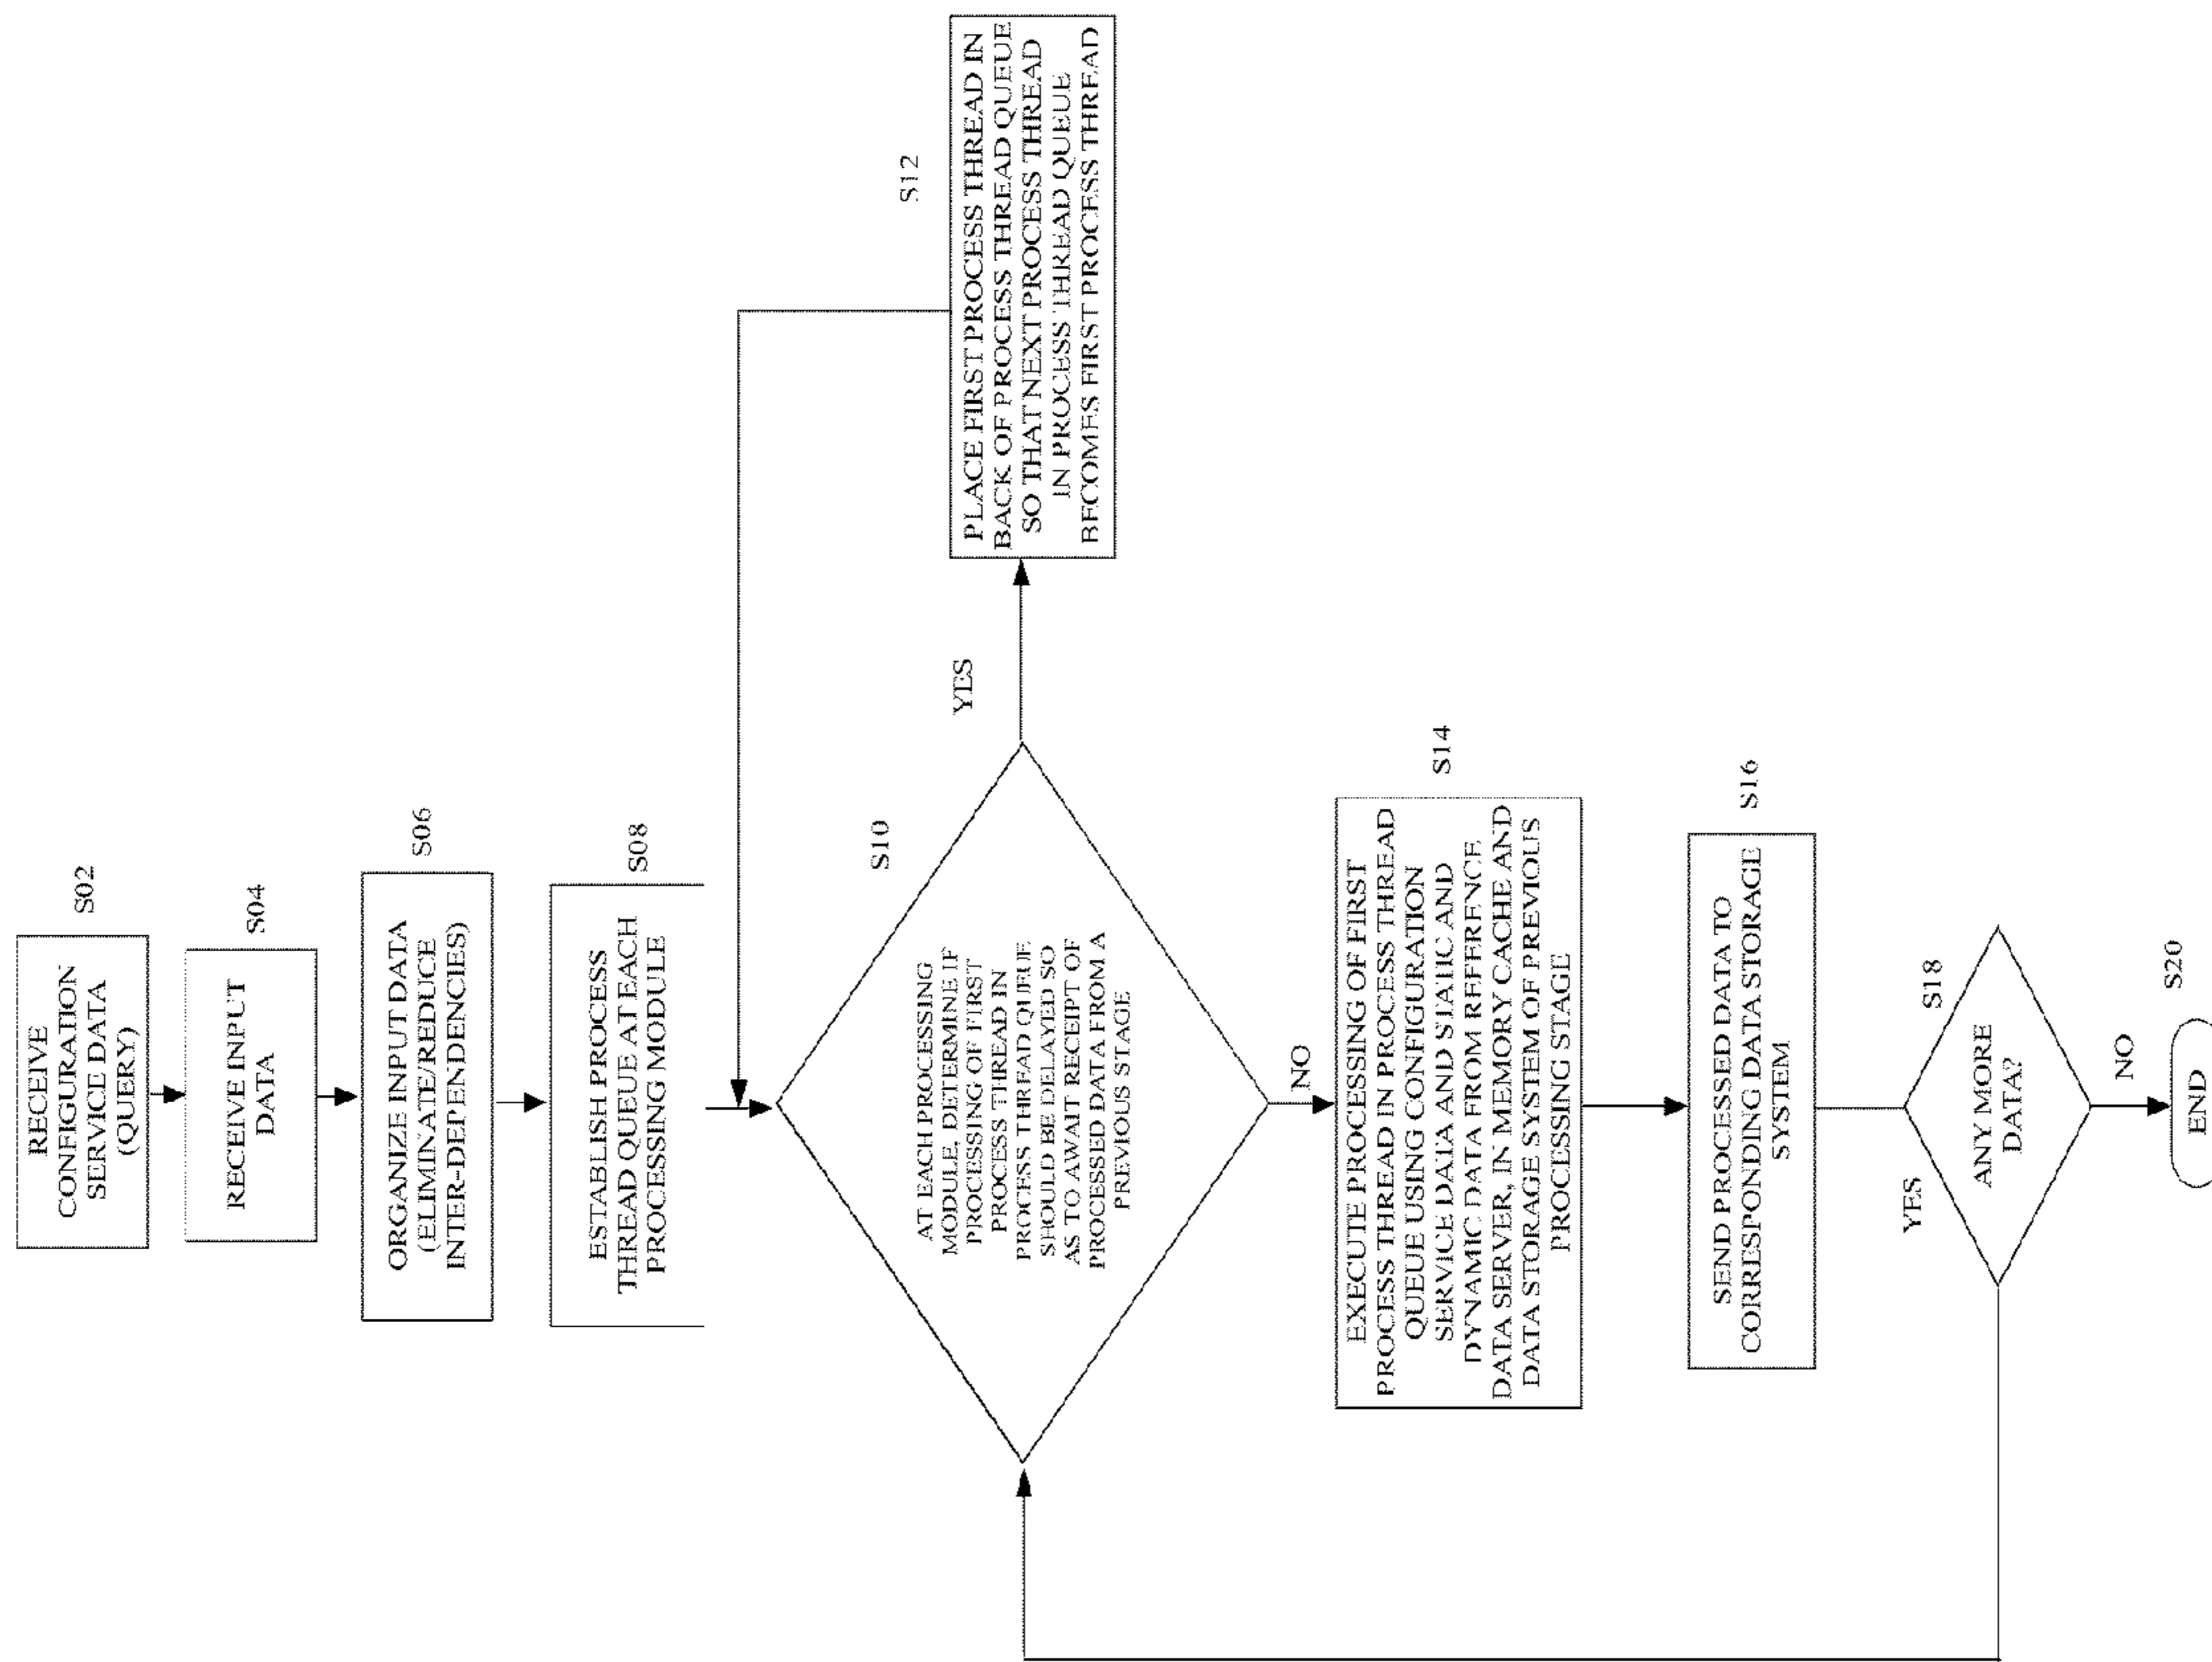 RECEIVE
CONFIGURATION
SERVICE DATA
(QUERY)
S02
RECEIVE INPUT
DATA
S04
ORGANIZE INPUT DATA
(ELIMINATE/REDUCE
INTER-DEPENDENCIES)
S06
ESTABLISH PROCESS
THREAD QUEUE AT EACH
PROCESSING MODULE
S08
AT EACH PROCESSING
MODULE, DETERMINE IF
PROCESSING OF FIRST
PROCESS THREAD IN
PROCESS THREAD QUEUE
SHOULD BE DELAYED SO
AS TO AWAIT RECEIPT OF
PROCESSED DATA FROM A
PREVIOUS STAGE
S10
YES
PLACE FIRST PROCESS THREAD IN
BACK OF PROCESS THREAD QUEUE
SO THAT NEXT PROCESS THREAD
IN PROCESS THREAD QUEUE
BECOMES FIRST PROCESS THREAD
S12
NO
EXECUTE PROCESSING OF FIRST
PROCESS THREAD IN PROCESS THREAD
QUEUE USING CONFIGURATION
SERVICE DATA AND STATIC AND
DYNAMIC DATA FROM REFERENCE
DATA SERVER, IN MEMORY CACHE AND
DATA STORAGE SYSTEM OF PREVIOUS
PROCESSING STAGE
S14
SEND PROCESSED DATA TO
CORRESPONDING DATA STORAGE
SYSTEM
S16
YES
ANY MORE
DATA?
S18
NO
END
S20